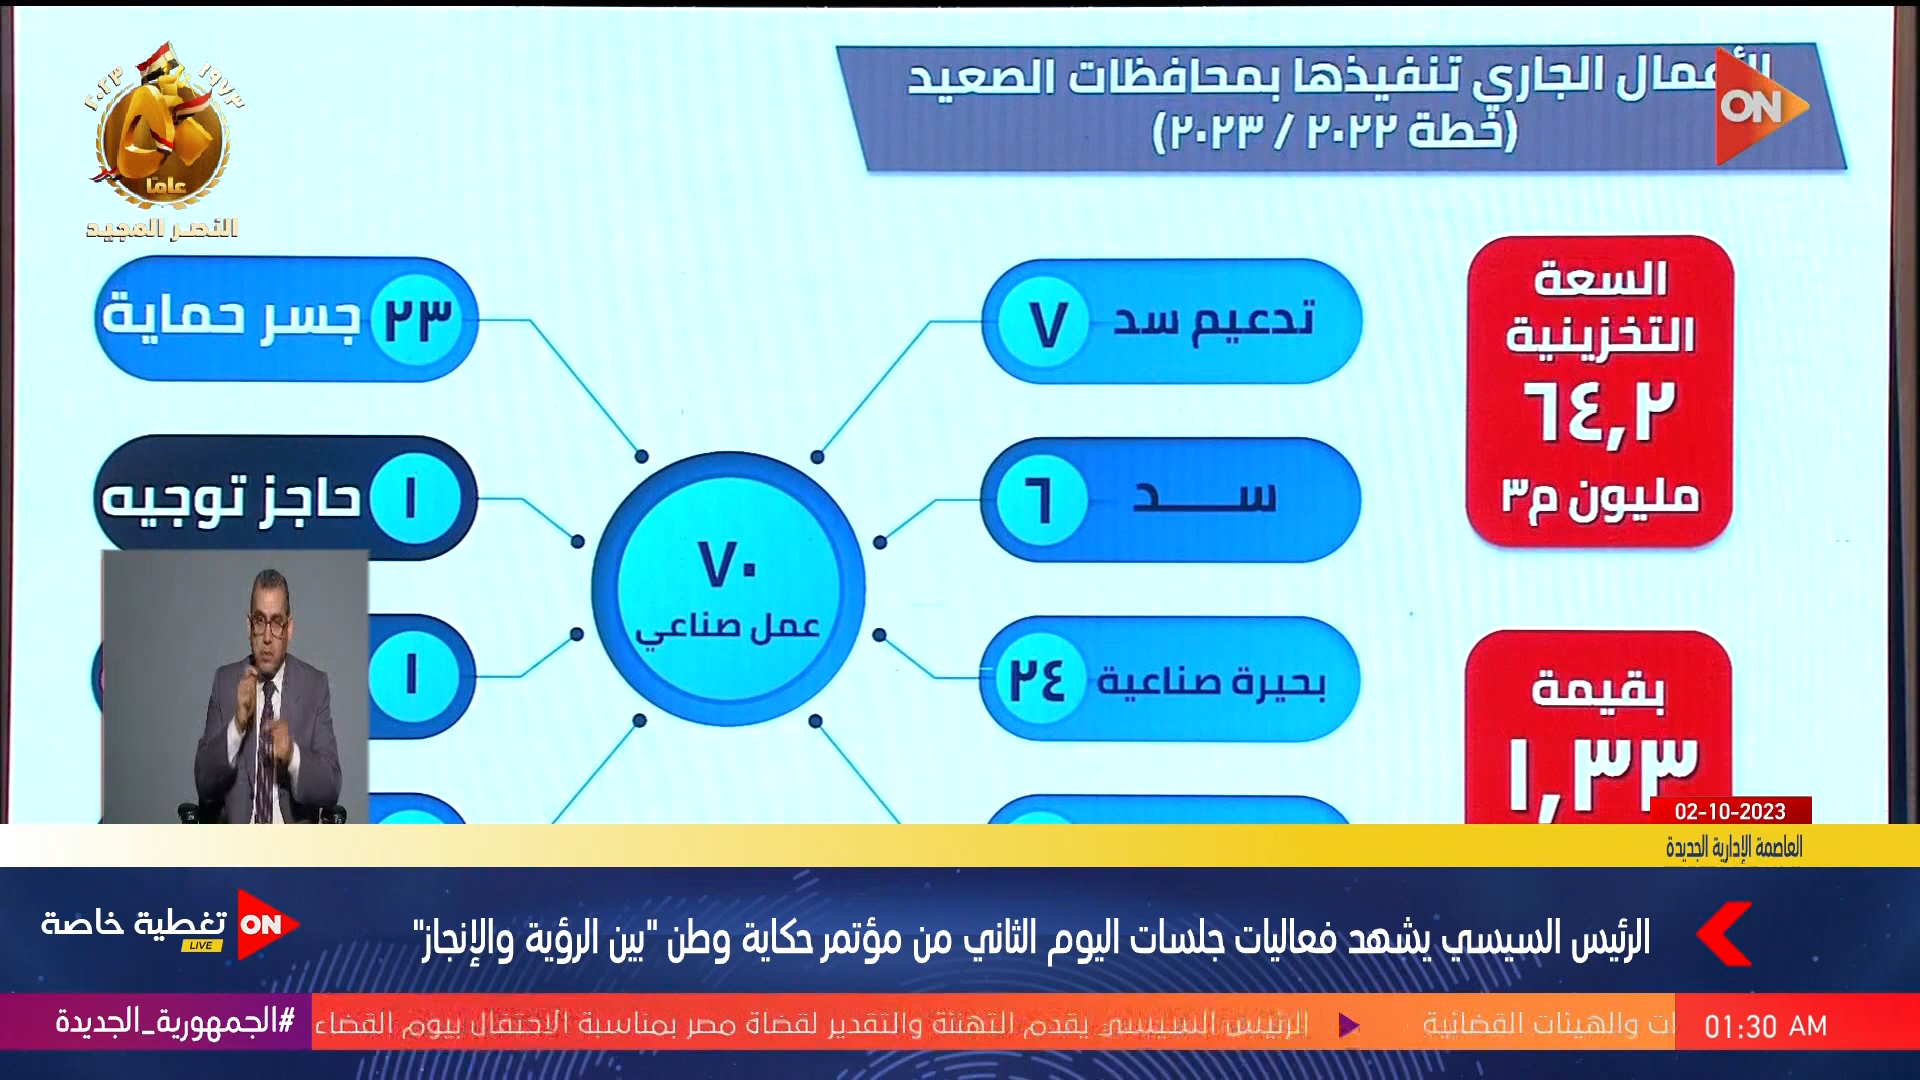 الأعمال الجاري تنفيذها بمحافظات الصعيد
(خطة ٢٠٢٢ / ٢٠٢٣)
ON
١٩٧٣
٢٠٢٣
٥٠
عاما
النصر المجيد
السعة
التخزينية
٦٤,٢
مليون م٣
بقيمة
١,٣٣
تدعيم سد ٧
ســـد ٦
بحيرة صناعية ٢٤
٧٠
عمل صناعي
٢٣ جسر حماية
١ حاجز توجيه
١
02-10-2023
العاصمة الإدارية الجديدة
الرئيس السيسي يشهد فعاليات جلسات اليوم الثاني من مؤتمر حكاية وطن "بين الرؤية والإنجاز"
ON تغطية خاصة
LIVE
01:30 AM
ات والهيئات القضائية
الرئيس السيسي يقدم التهنئة والتقدير لقضاة مصر بمناسبة الاحتفال بيوم القضاء
#الجمهورية_الجديدة